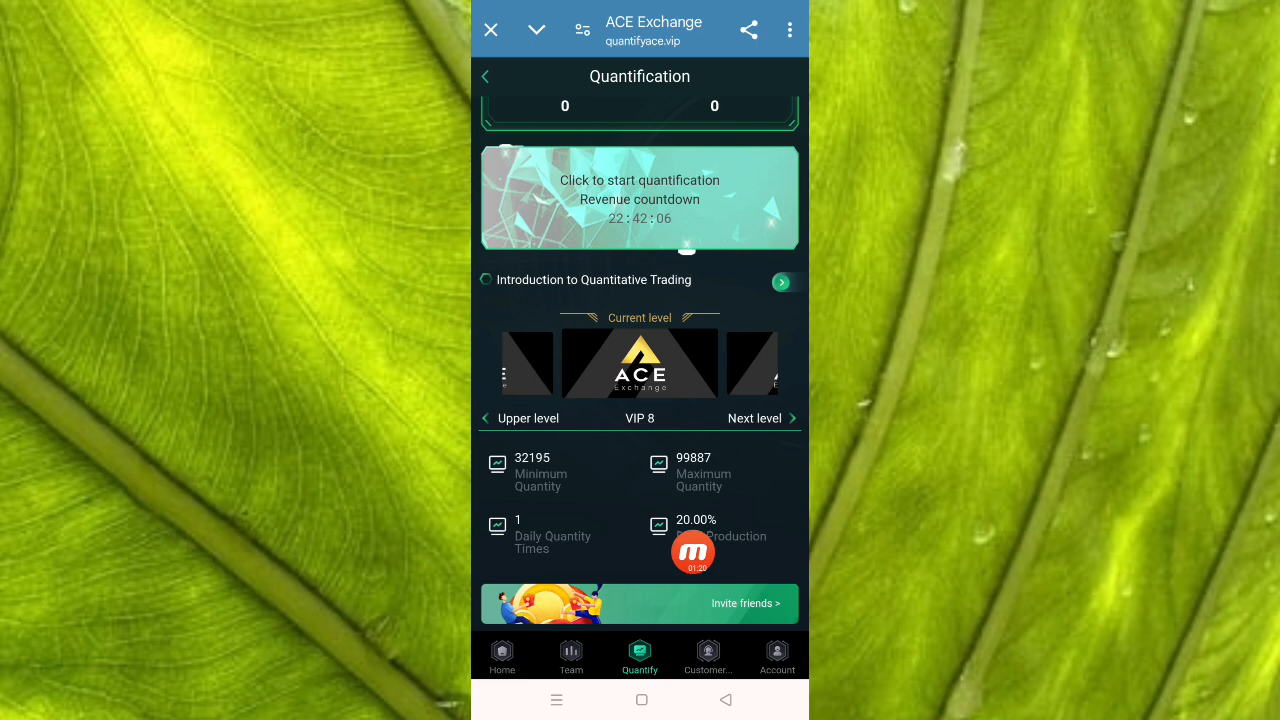 ACE Exchange
quantifyace.vip
Quantification
0 0
Click to start quantification
Revenue countdown
22 : 42 : 06
Introduction to Quantitative Trading
Current level
ACE
Exchange
Upper level VIP 8 Next level
32195 99887
Minimum Maximum
Quantity Quantity
1 20.00%
Daily Quantity Production
Times
01:20
Invite friends >
Home Team Quantify Customer... Account